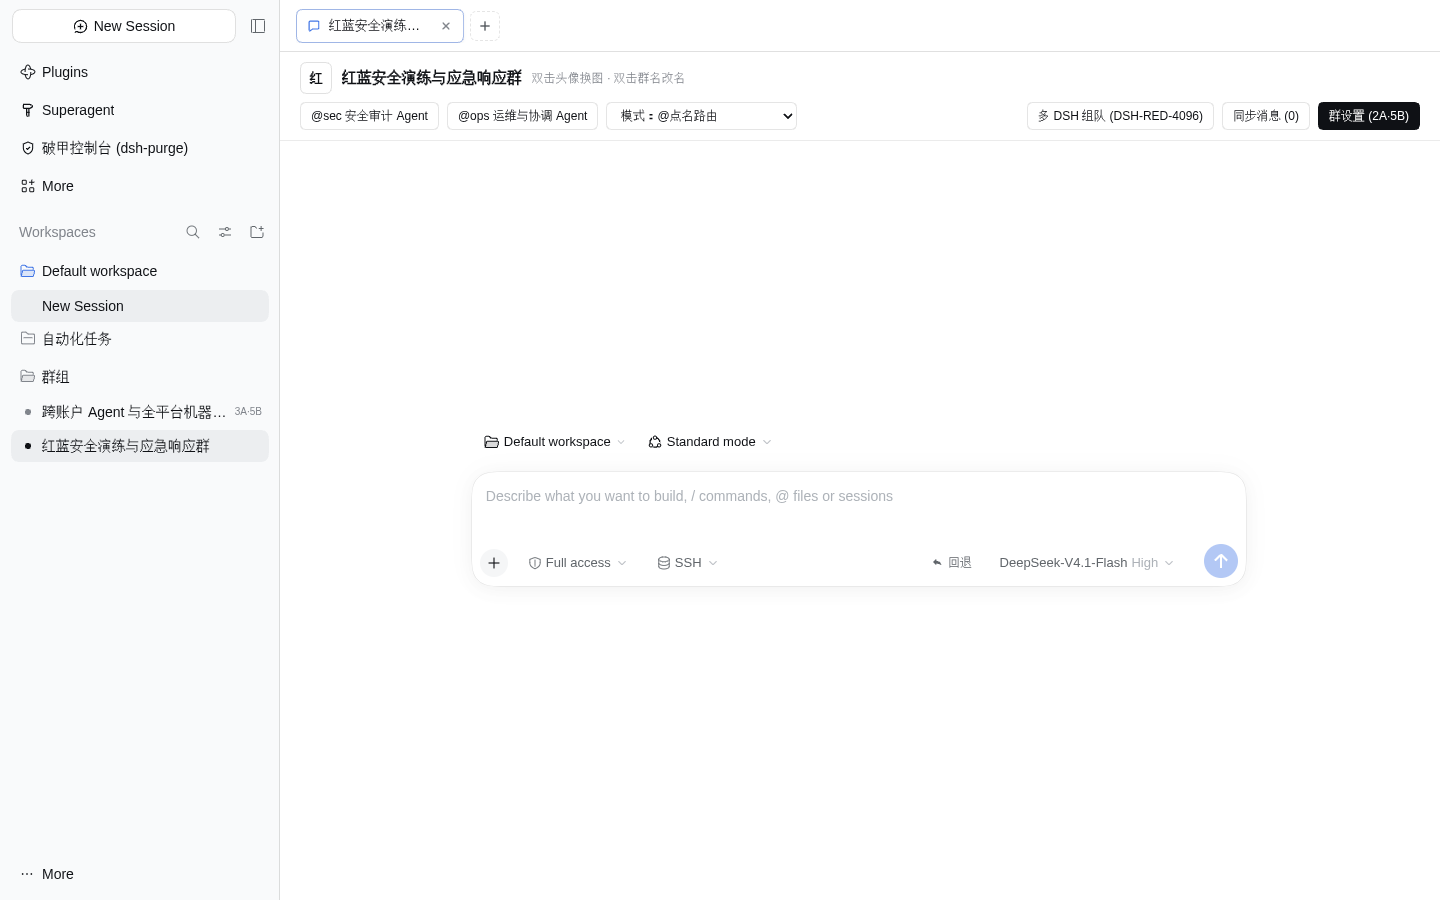 New Session
Plugins
Superagent
破甲控制台 (dsh-purge)
More
Workspaces
Default workspace
New Session
自动化任务
群组
跨账户 Agent 与全平台机器… 3A·5B
红蓝安全演练与应急响应群
More
红蓝安全演练…
红 红蓝安全演练与应急响应群 双击头像换图 · 双击群名改名
@sec 安全审计 Agent @ops 运维与协调 Agent 模式：@点名路由 多 DSH 组队 (DSH-RED-4096) 同步消息 (0) 群设置 (2A·5B)
Default workspace Standard mode
Describe what you want to build, / commands, @ files or sessions
Full access SSH 回退 DeepSeek-V4.1-Flash High